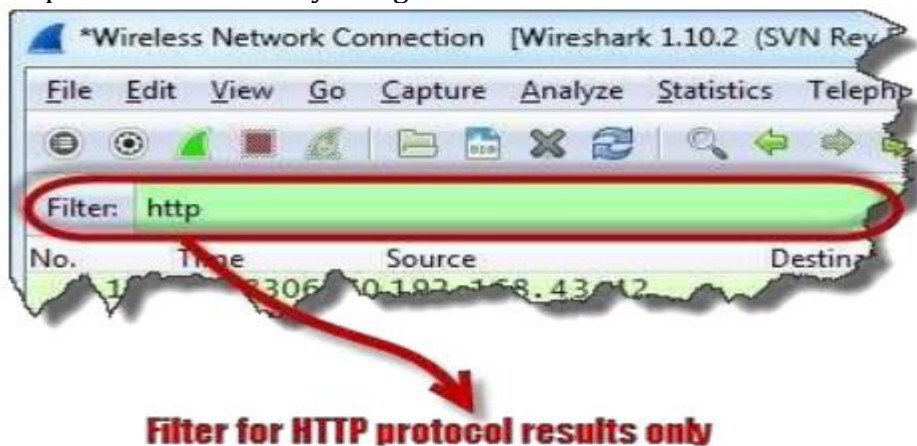 *Wireless Network Connection [Wireshark 1.10.2 (SVN Rev
File Edit View Go Capture Analyze Statistics Teleph
Filter: http
No. Time Source Destina
Filter for HTTP protocol results only